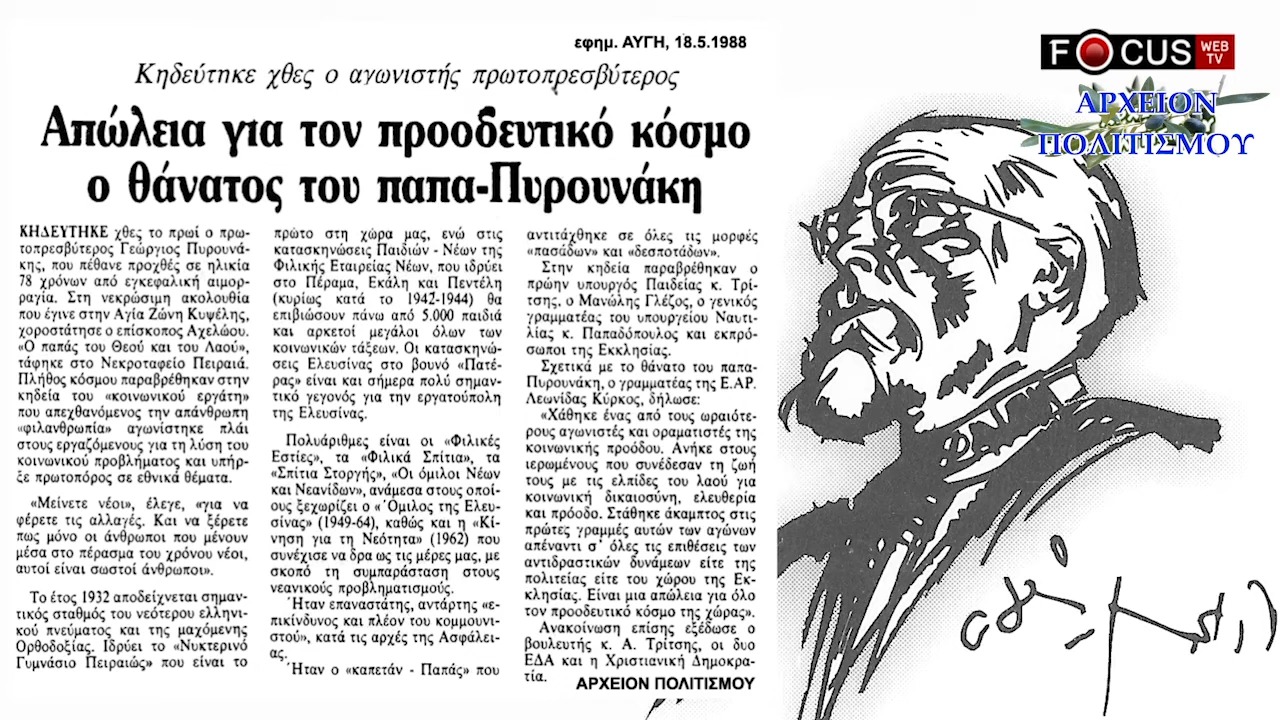 εφημ. ΑΥΓΗ, 18.5.1988
Κηδεύτηκε χθες ο αγωνιστής πρωτοπρεσβύτερος
Απώλεια για τον προοδευτικό κόσμο
ο θάνατος του παπα-Πυρουνάκη
ΚΗΔΕΥΤΗΚΕ χθες το πρωί ο πρω-
τοπρεσβύτερος Γεώργιος Πυρουνά-
κης, που πέθανε προχθές σε ηλικία
78 χρόνων από εγκεφαλική αιμορ-
ραγία. Στη νεκρώσιμη ακολουθία
που έγινε στην Αγία Ζώνη Κυψέλης,
χοροστάτησε ο επίσκοπος Αχελώου.
«Ο παπάς του Θεού και του Λαού»,
τάφηκε στο Νεκροταφείο Πειραιά.
Πλήθος κόσμου παραβρέθηκαν στην
κηδεία του «κοινωνικού εργάτη»
που απεχθανόμενος την απάνθρωπη
«φιλανθρωπία» αγωνίστηκε πλάι
στους εργαζόμενους για τη λύση του
κοινωνικού προβλήματος και υπήρ-
ξε πρωτοπόρος σε εθνικά θέματα.
«Μείνετε νέοι», έλεγε, «για να
φέρετε τις αλλαγές. Και να ξέρετε
πως μόνο οι άνθρωποι που μένουν
μέσα στο πέρασμα του χρόνου νέοι,
αυτοί είναι σωστοί άνθρωποι».
Το έτος 1932 αποδείχνεται σημαν-
τικός σταθμός του νεότερου ελληνι-
κού πνεύματος και της μαχόμενης
Ορθοδοξίας. Ιδρύει το «Νυκτερινό
Γυμνάσιο Πειραιώς» που είναι το
πρώτο στη χώρα μας, ενώ στις
κατασκηνώσεις Παιδιών - Νέων της
Φιλικής Εταιρείας Νέων, που ιδρύει
στο Πέραμα, Εκάλη και Πεντέλη
(κυρίως κατά το 1942-1944) θα
επιβιώσουν πάνω από 5.000 παιδιά
και αρκετοί μεγάλοι όλων των
κοινωνικών τάξεων. Οι κατασκηνώ-
σεις Ελευσίνας στο βουνό «Πατέ-
ρας» είναι και σήμερα πολύ σημαν-
τικό γεγονός για την εργατούπολη
της Ελευσίνας.
Πολυάριθμες είναι οι «Φιλικές
Εστίες», τα «Φιλικά Σπίτια», τα
«Σπίτια Στοργής», «Οι όμιλοι Νέων
και Νεανίδων», ανάμεσα στους οποί-
ους ξεχωρίζει ο «Όμιλος της Ελευ-
σίνας» (1949-64), καθώς και η «Κί-
νηση για τη Νεότητα» (1962) που
συνέχισε να δρα ως τις μέρες μας, με
σκοπό τη συμπαράσταση στους
νεανικούς προβληματισμούς.
Ήταν επαναστάτης, αντάρτης «ε-
πικίνδυνος και πλέον του κομμουνι-
στού», κατά τις αρχές της Ασφάλει-
ας.
Ήταν ο «καπετάν - Παπάς» που
αντιτάχθηκε σε όλες τις μορφές
«πασάδων» και «δεσποτάδων».
Στην κηδεία παραβρέθηκαν ο
πρώην υπουργός Παιδείας κ. Τρί-
τσης, ο Μανώλης Γλέζος, ο γενικός
γραμματέας του υπουργείου Ναυτι-
λίας κ. Παπαδόπουλος και εκπρό-
σωποι της Εκκλησίας.
Σχετικά με το θάνατο του παπα-
Πυρουνάκη, ο γραμματέας της Ε.ΑΡ.
Λεωνίδας Κύρκος, δήλωσε:
«Χάθηκε ένας από τους ωραιότε-
ρους αγωνιστές και οραματιστές της
κοινωνικής προόδου. Ανήκε στους
ιερωμένους που συνέδεσαν τη ζωή
τους με τις ελπίδες του λαού για
κοινωνική δικαιοσύνη, ελευθερία
και πρόοδο. Στάθηκε άκαμπτος στις
πρώτες γραμμές αυτών των αγώνων
απέναντι σ' όλες τις επιθέσεις των
αντιδραστικών δυνάμεων είτε της
πολιτείας είτε του χώρου της Εκ-
κλησίας. Είναι μια απώλεια για όλο
τον προοδευτικό κόσμο της χώρας».
Ανακοίνωση επίσης εξέδωσε ο
βουλευτής κ. Α. Τρίτσης, οι δυο
ΕΔΑ και η Χριστιανική Δημοκρα-
τία.
ΑΡΧΕΙΟΝ ΠΟΛΙΤΙΣΜΟΥ
FOCUS WEB TV
ΑΡΧΕΙΟΝ
ΠΟΛΙΤΙΣΜΟΥ